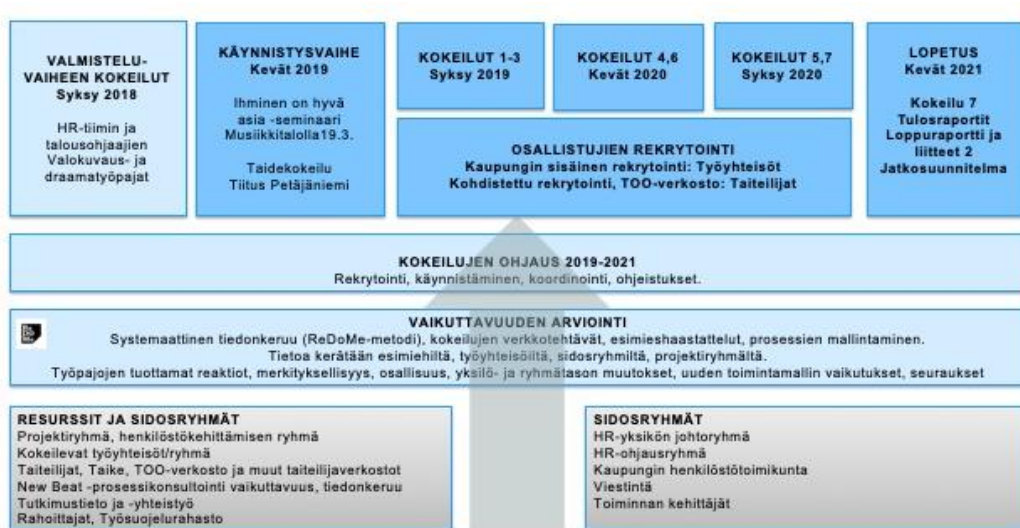 VALMISTELU-
VAIHEEN KOKEILUT
Syksy 2018
HR-tiimin ja
talousohjaajien
Valokuvaus- ja
draamatyöpajat
KÄYNNISTYSVAIHE
Kevät 2019
Ihminen on hyvä
asia -seminaari
Musiikkitalolla19.3.
Taidekokeilu
Tiitus Petäjäniemi
KOKEILUT 1-3
Syksy 2019
KOKEILUT 4,6
Kevät 2020
KOKEILUT 5,7
Syksy 2020
OSALLISTUJIEN REKRYTOINTI
Kaupungin sisäinen rekrytointi: Työyhteisöt
Kohdistettu rekrytointi, TOO-verkosto: Taiteilijat
LOPETUS
Kevät 2021
Kokeilu 7
Tulosraportit
Loppuraportti ja
liitteet 2
Jatkosuunnitelma
KOKEILUJEN OHJAUS 2019-2021
Rekrytointi, käynnistäminen, koordinointi, ohjeistukset.
VAIKUTTAVUUDEN ARVIOINTI
Systemaattinen tiedonkeruu (ReDoMe-metodi), kokeilujen verkkotehtävät, esimieshaastattelut, prosessien mallintaminen.
Tietoa kerätään esimiehiltä, työyhteisöiltä, sidosryhmiltä, projektiryhmältä.
Työpajojen tuottamat reaktiot, merkityksellisyys, osallisuus, yksilö- ja ryhmätason muutokset, uuden toimintamallin vaikutukset, seuraukset
RESURSSIT JA SIDOSRYHMÄT
Projektiryhmä, henkilöstökehittämisen ryhmä
Kokeilevat työyhteisöt/ryhmä
Taiteilijat, Taike, TOO-verkosto ja muut taiteilijaverkostot
New Beat -prosessikonsultointi vaikuttavuus, tiedonkeruu
Tutkimustieto ja -yhteistyö
Rahoittajat, Työsuojelurahasto
SIDOSRYHMÄT
HR-yksikön johtoryhmä
HR-ohjausryhmä
Kaupungin henkilöstötoimikunta
Viestintä
Toiminnan kehittäjät